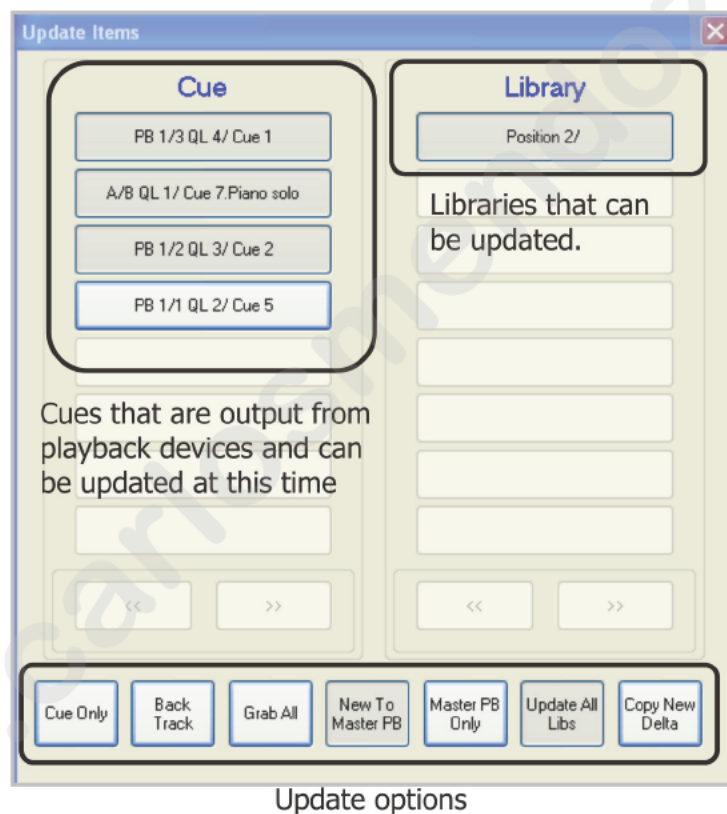 Update Items
Cue
PB 1/3 QL 4/ Cue 1
A/B QL 1/ Cue 7.Piano solo
PB 1/2 QL 3/ Cue 2
PB 1/1 QL 2/ Cue 5
Cues that are output from
playback devices and can
be updated at this time
<<
>>
Library
Position 2/
Libraries that can
be updated.
<<
>>
Cue Only
Back
Track
Grab All
New To
Master PB
Master PB
Only
Update All
Libs
Copy New
Delta
Update options